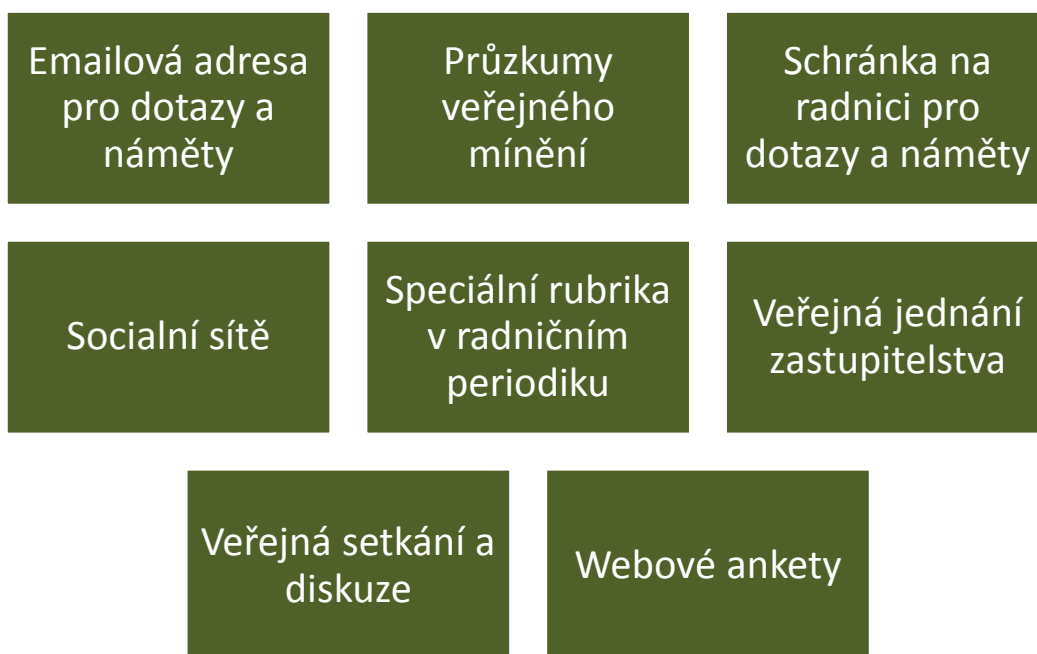 Emailová adresa
pro dotazy a
náměty
Průzkumy
veřejného
mínění
Schránka na
radnici pro
dotazy a náměty
Socialní sítě
Speciální rubrika
v radničním
periodiku
Veřejná jednání
zastupitelstva
Veřejná setkání a
diskuze
Webové ankety